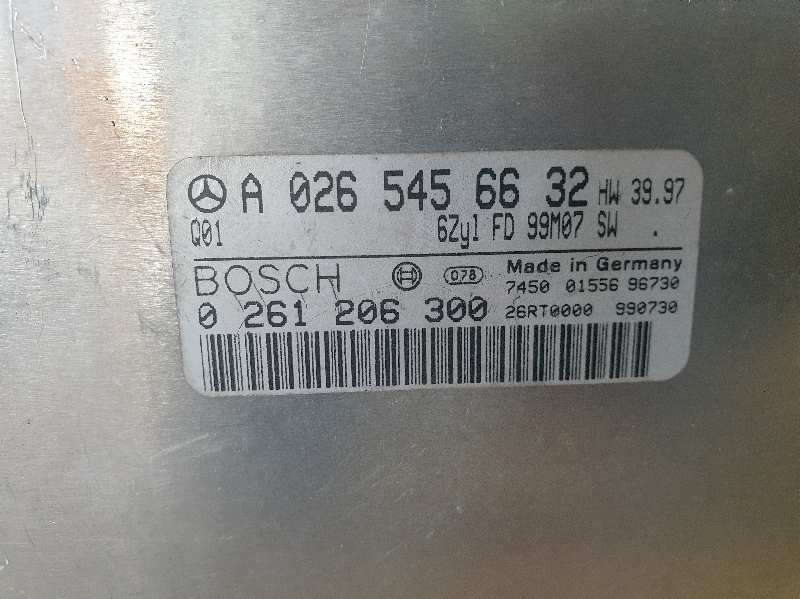 A 026 545 66 32 HW 39.97
Q01 6Zyl FD 99M07 SW .
BOSCH 078 Made in Germany
7450 01556 96730
0 261 206 300 26RT0000 990730